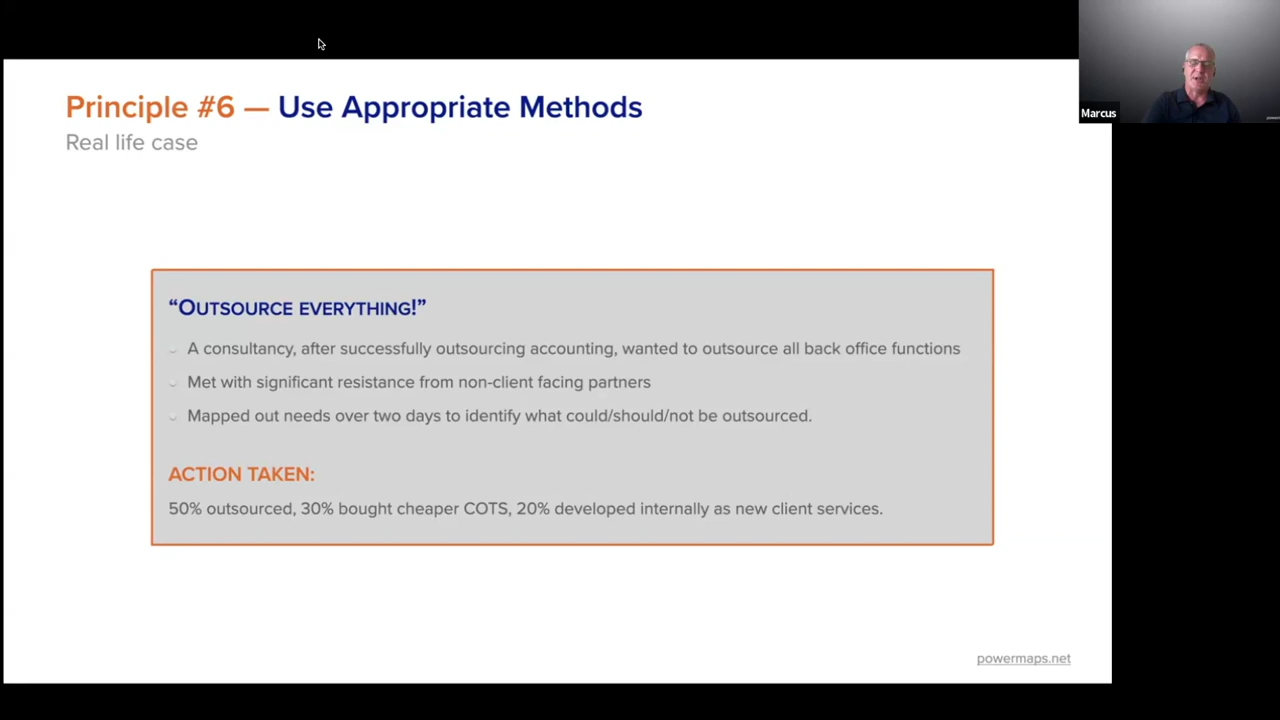 Principle #6 — Use Appropriate Methods
Real life case
Marcus
“OUTSOURCE EVERYTHING!”
A consultancy, after successfully outsourcing accounting, wanted to outsource all back office functions
Met with significant resistance from non-client facing partners
Mapped out needs over two days to identify what could/should/not be outsourced.
ACTION TAKEN:
50% outsourced, 30% bought cheaper COTS, 20% developed internally as new client services.
powermaps.net